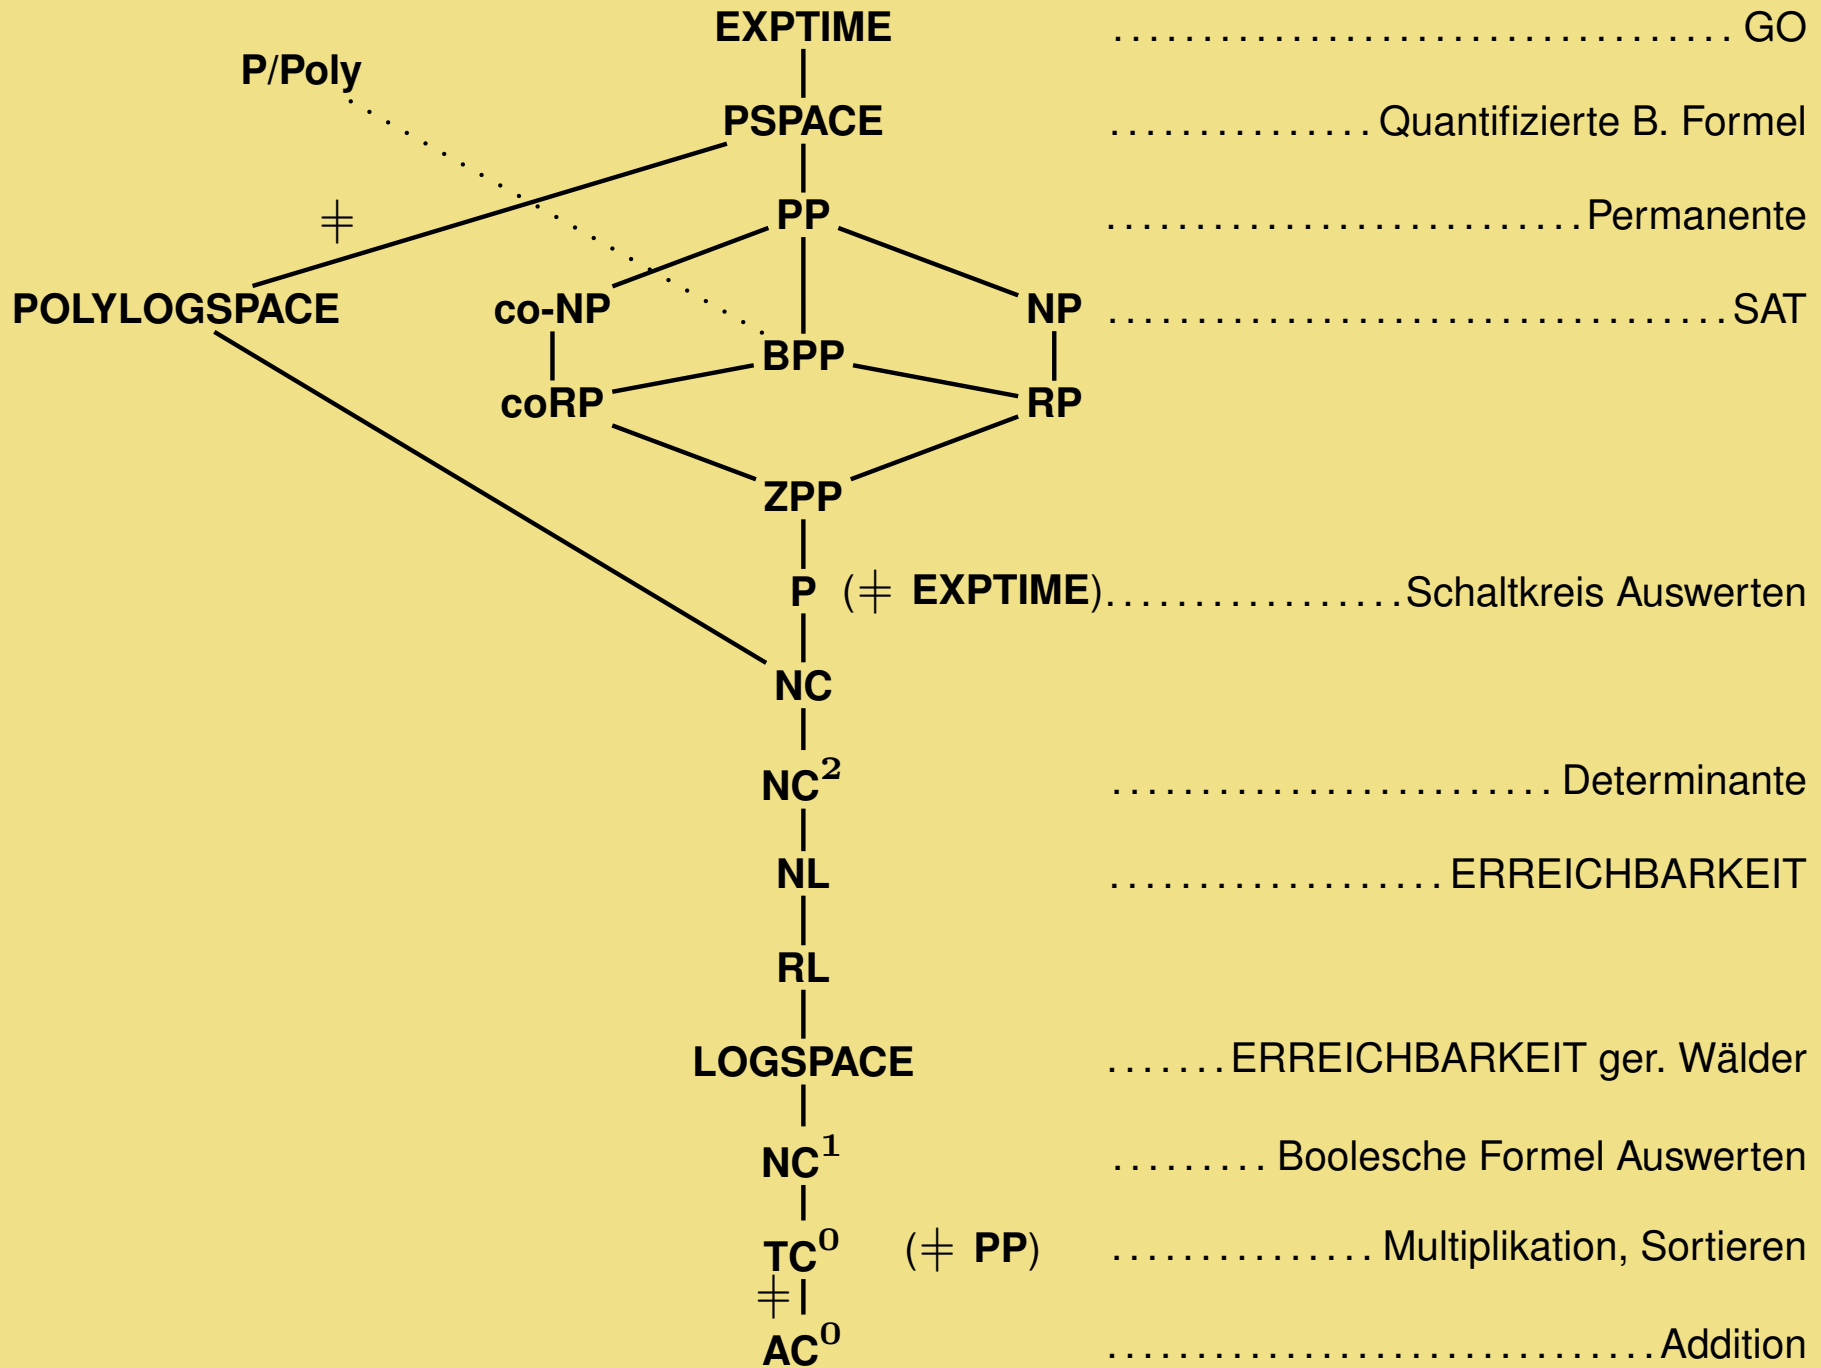 EXPTIME ................................... GO
P/Poly
PSPACE ...............Quantifizierte B. Formel
≠ PP ...........................Permanente
POLYLOGSPACE co-NP NP ...................................SAT
BPP
coRP RP
ZPP
P (≠ EXPTIME).................Schaltkreis Auswerten
NC
NC² ......................... Determinante
NL ...................ERREICHBARKEIT
RL
LOGSPACE .......ERREICHBARKEIT ger. Wälder
NC¹ ......... Boolesche Formel Auswerten
TC⁰ (≠ PP) ............... Multiplikation, Sortieren
≠
AC⁰ ...............................Addition